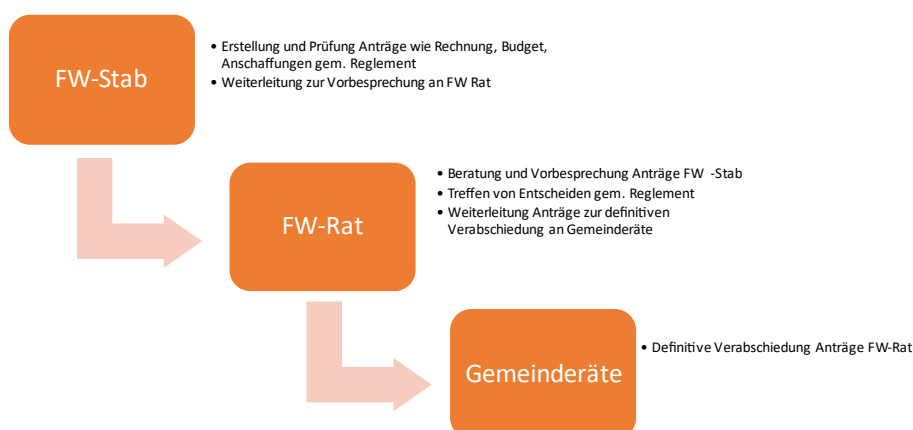 FW-Stab
• Erstellung und Prüfung Anträge wie Rechnung, Budget,
Anschaffungen gem. Reglement
• Weiterleitung zur Vorbesprechung an FW Rat
FW-Rat
• Beratung und Vorbesprechung Anträge FW -Stab
• Treffen von Entscheiden gem. Reglement
• Weiterleitung Anträge zur definitiven
Verabschiedung an Gemeinderäte
Gemeinderäte
• Definitive Verabschiedung Anträge FW-Rat